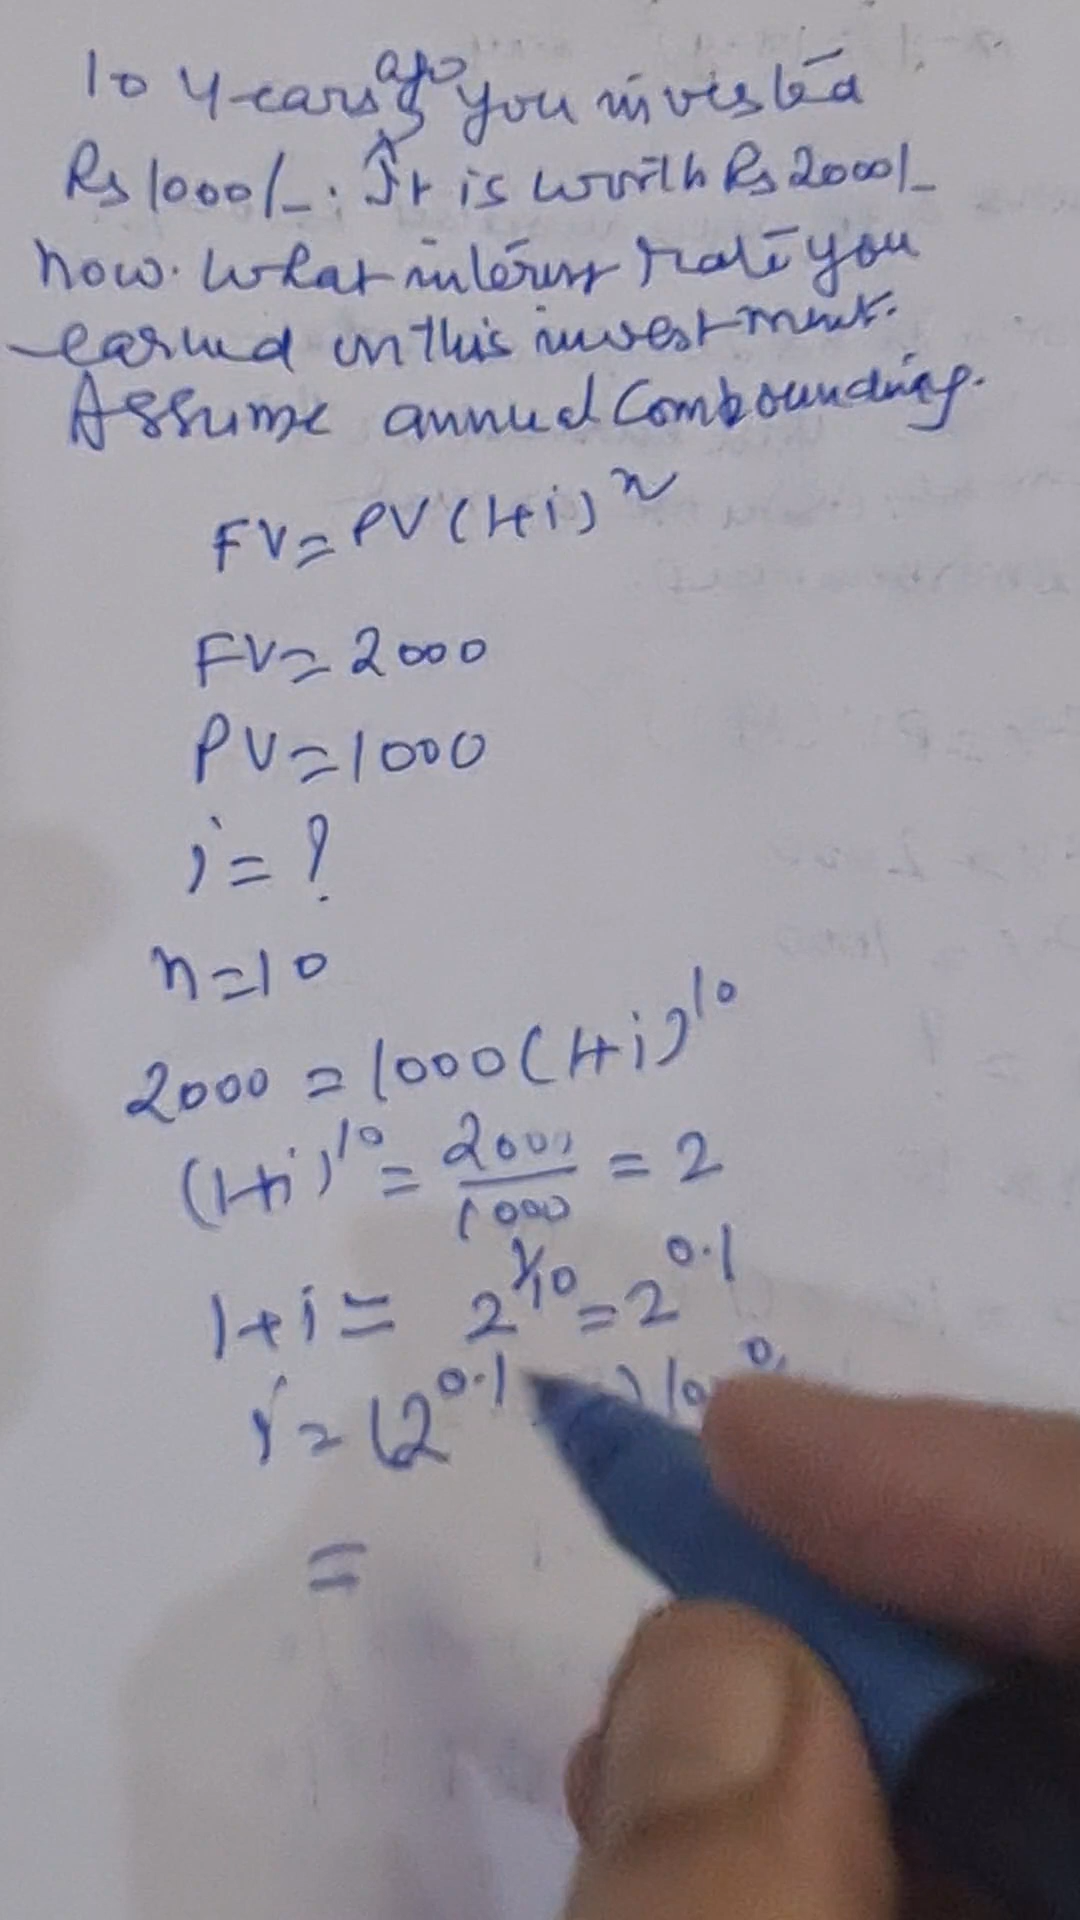 10 years ago you invested
Rs 1000/-. It is worth Rs 2000/-
now. What interest rate you
earned on this investment.
Assume annual Compounding.
FV = PV(1+i)^n
FV = 2000
PV = 1000
i = ?
n = 10
2000 = 1000(1+i)^10
(1+i)^10 = 2000/1000 = 2
1+i = 2^1/10 = 2^0.1
i = (2^0.1
=